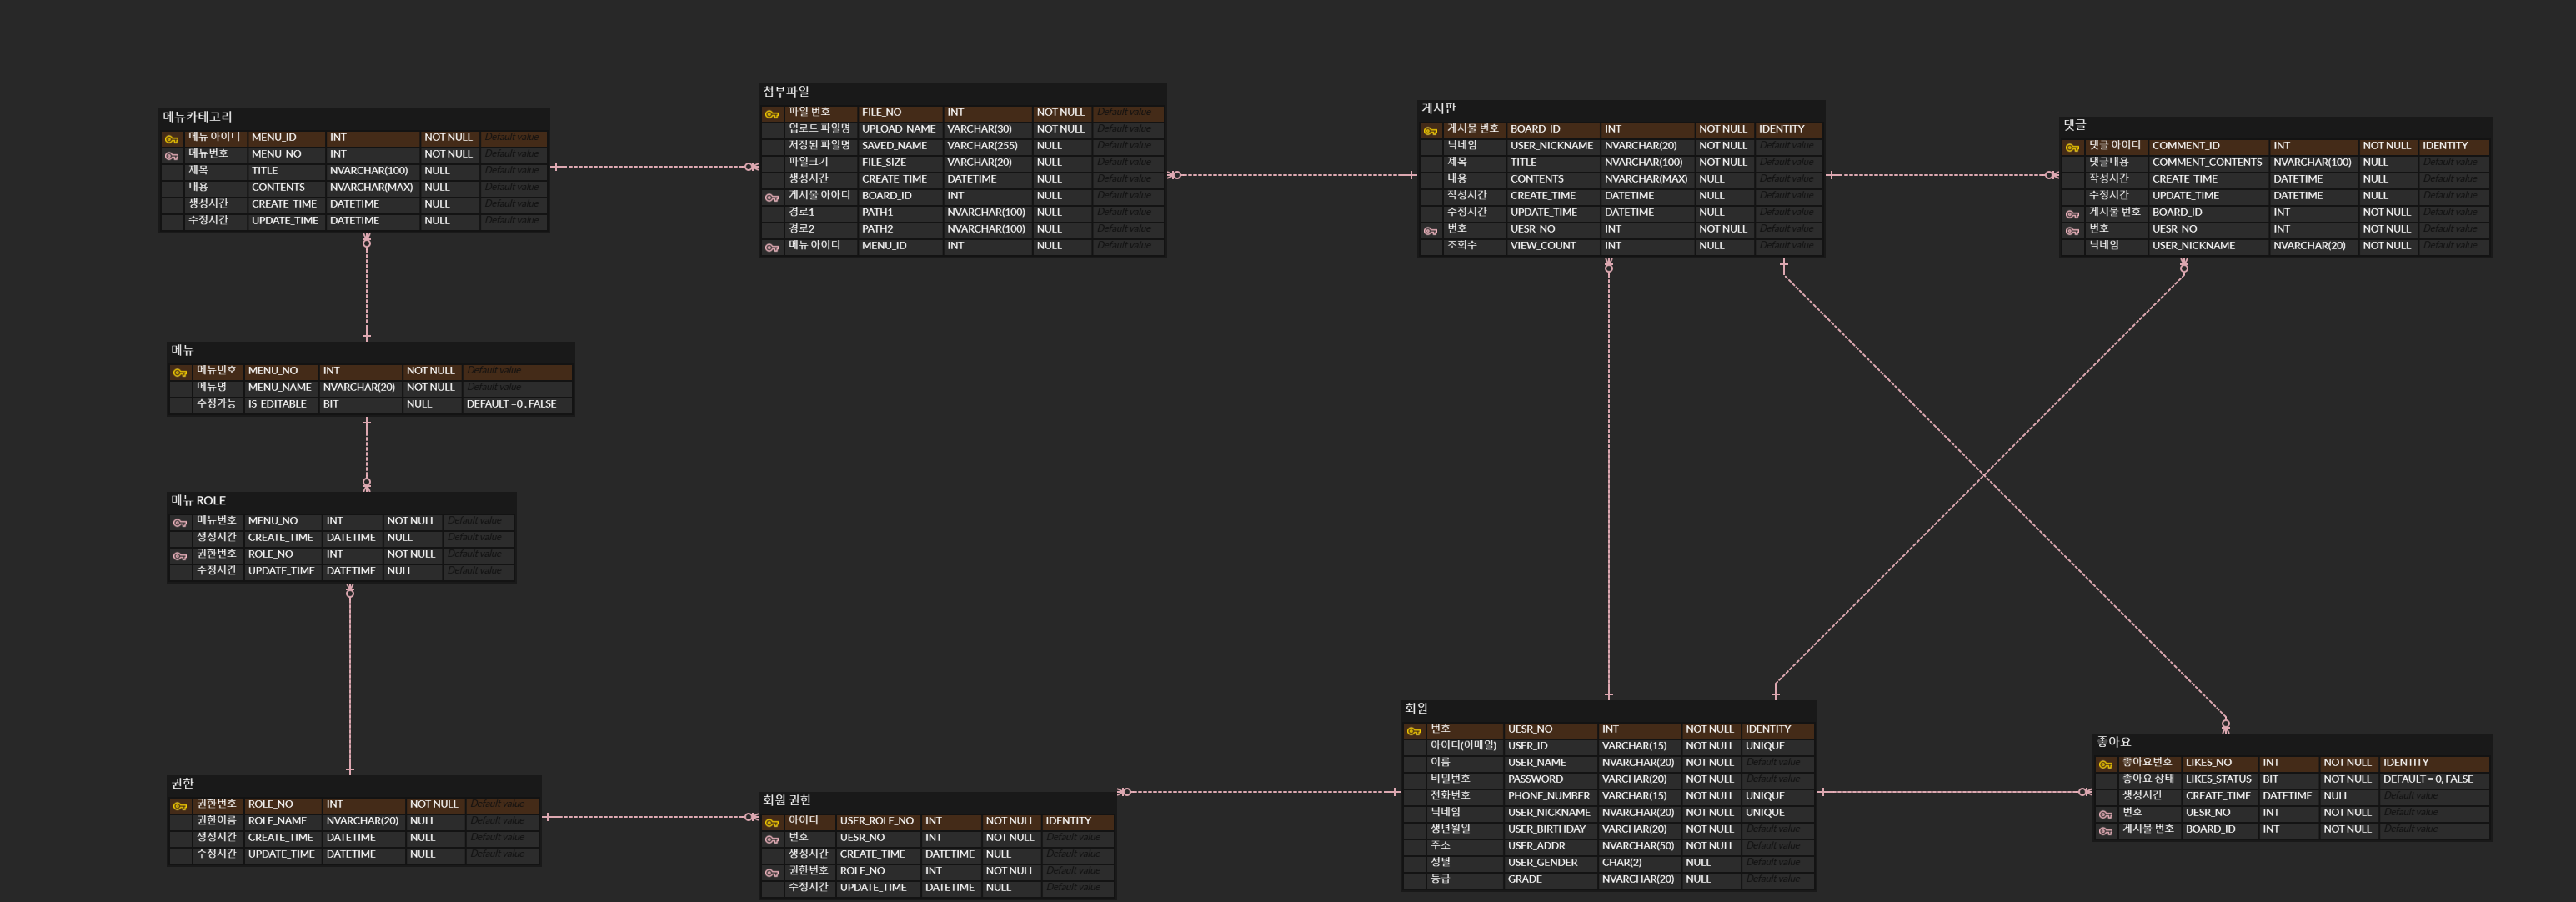 메뉴카테고리
메뉴 아이디 MENU_ID INT NOT NULL Default value
메뉴번호 MENU_NO INT NOT NULL Default value
제목 TITLE NVARCHAR(100) NULL Default value
내용 CONTENTS NVARCHAR(MAX) NULL Default value
생성시간 CREATE_TIME DATETIME NULL Default value
수정시간 UPDATE_TIME DATETIME NULL Default value
첨부파일
파일 번호 FILE_NO INT NOT NULL Default value
업로드 파일명 UPLOAD_NAME VARCHAR(30) NOT NULL Default value
저장된 파일명 SAVED_NAME VARCHAR(255) NULL Default value
파일크기 FILE_SIZE VARCHAR(20) NULL Default value
생성시간 CREATE_TIME DATETIME NULL Default value
게시물 아아디 BOARD_ID INT NULL Default value
경로1 PATH1 NVARCHAR(100) NULL Default value
경로2 PATH2 NVARCHAR(100) NULL Default value
메뉴 아이디 MENU_ID INT NULL Default value
게시판
게시물 번호 BOARD_ID INT NOT NULL IDENTITY
닉네임 USER_NICKNAME NVARCHAR(20) NOT NULL Default value
제목 TITLE NVARCHAR(100) NOT NULL Default value
내용 CONTENTS NVARCHAR(MAX) NULL Default value
작성시간 CREATE_TIME DATETIME NULL Default value
수정시간 UPDATE_TIME DATETIME NULL Default value
번호 UESR_NO INT NOT NULL Default value
조회수 VIEW_COUNT INT NULL Default value
댓글
댓글 아이디 COMMENT_ID INT NOT NULL IDENTITY
댓글내용 COMMENT_CONTENTS NVARCHAR(100) NULL Default value
작성시간 CREATE_TIME DATETIME NULL Default value
수정시간 UPDATE_TIME DATETIME NULL Default value
게시물 번호 BOARD_ID INT NOT NULL Default value
번호 UESR_NO INT NOT NULL Default value
닉네임 USER_NICKNAME NVARCHAR(20) NOT NULL Default value
메뉴
메뉴번호 MENU_NO INT NOT NULL Default value
메뉴명 MENU_NAME NVARCHAR(20) NOT NULL Default value
수정가능 IS_EDITABLE BIT NULL DEFAULT =0 , FALSE
메뉴 ROLE
메뉴번호 MENU_NO INT NOT NULL Default value
생성시간 CREATE_TIME DATETIME NULL Default value
권한번호 ROLE_NO INT NOT NULL Default value
수정시간 UPDATE_TIME DATETIME NULL Default value
권한
권한번호 ROLE_NO INT NOT NULL Default value
권한이름 ROLE_NAME NVARCHAR(20) NULL Default value
생성시간 CREATE_TIME DATETIME NULL Default value
수정시간 UPDATE_TIME DATETIME NULL Default value
회원 권한
아이디 USER_ROLE_NO INT NOT NULL IDENTITY
번호 UESR_NO INT NOT NULL Default value
생성시간 CREATE_TIME DATETIME NULL Default value
권한번호 ROLE_NO INT NOT NULL Default value
수정시간 UPDATE_TIME DATETIME NULL Default value
회원
번호 UESR_NO INT NOT NULL IDENTITY
아이디(이메일) USER_ID VARCHAR(15) NOT NULL UNIQUE
이름 USER_NAME NVARCHAR(20) NOT NULL Default value
비밀번호 PASSWORD VARCHAR(20) NOT NULL Default value
전화번호 PHONE_NUMBER VARCHAR(15) NOT NULL UNIQUE
닉네임 USER_NICKNAME NVARCHAR(20) NOT NULL UNIQUE
생년월일 USER_BIRTHDAY VARCHAR(20) NOT NULL Default value
주소 USER_ADDR NVARCHAR(50) NOT NULL Default value
성별 USER_GENDER CHAR(2) NULL Default value
등급 GRADE NVARCHAR(20) NULL Default value
좋아요
좋아요번호 LIKES_NO INT NOT NULL IDENTITY
좋아요 상태 LIKES_STATUS BIT NOT NULL DEFAULT = 0, FALSE
생성시간 CREATE_TIME DATETIME NULL Default value
번호 UESR_NO INT NOT NULL Default value
게시물 번호 BOARD_ID INT NOT NULL Default value